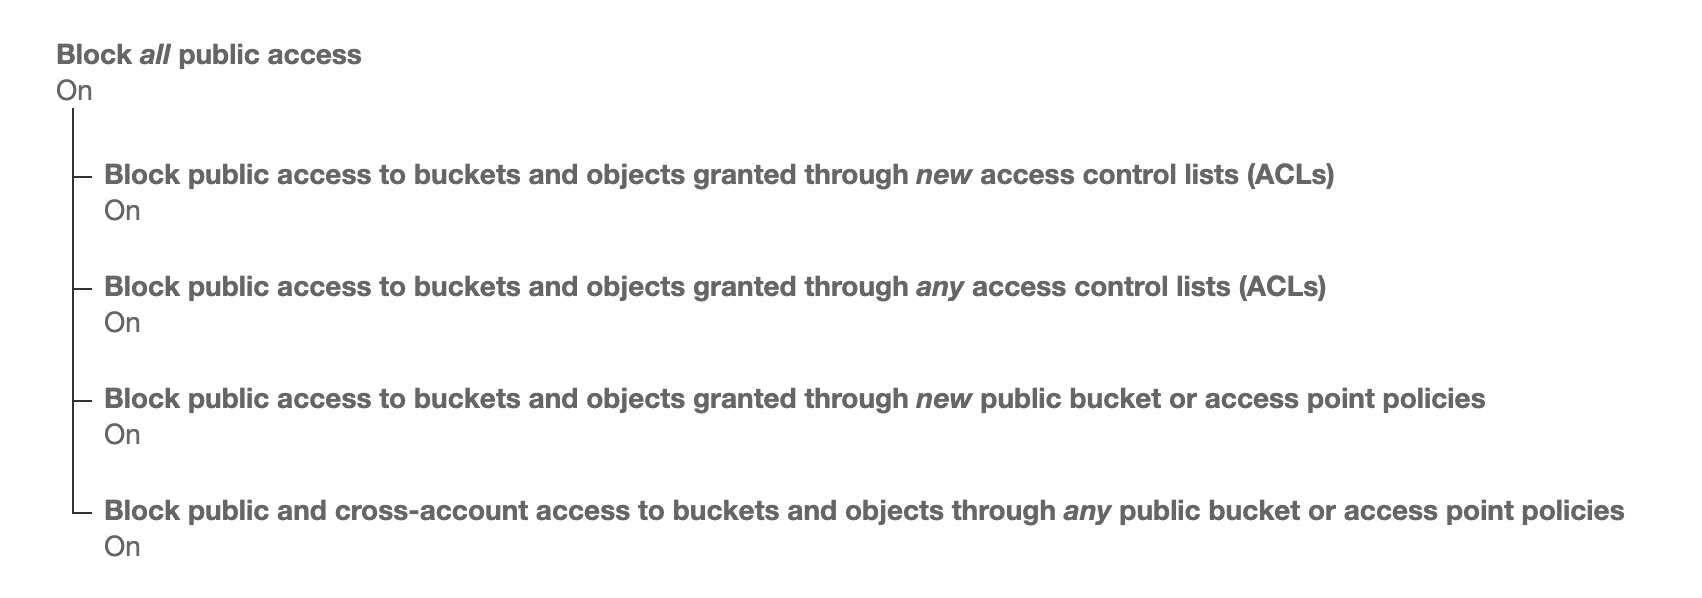 Block all public access
On
Block public access to buckets and objects granted through new access control lists (ACLs)
On
Block public access to buckets and objects granted through any access control lists (ACLs)
On
Block public access to buckets and objects granted through new public bucket or access point policies
On
Block public and cross-account access to buckets and objects through any public bucket or access point policies
On